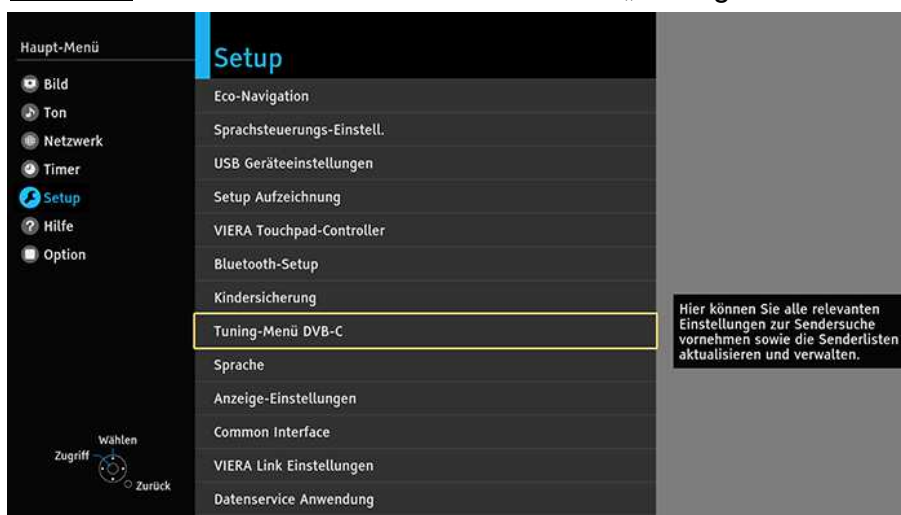 Haupt-Menü
Bild
Ton
Netzwerk
Timer
Setup
Hilfe
Option
Wählen
Zugriff
Zurück
Setup
Eco-Navigation
Sprachsteuerungs-Einstell.
USB Geräteeinstellungen
Setup Aufzeichnung
VIERA Touchpad-Controller
Bluetooth-Setup
Kindersicherung
Tuning-Menü DVB-C
Sprache
Anzeige-Einstellungen
Common Interface
VIERA Link Einstellungen
Datenservice Anwendung
Hier können Sie alle relevanten
Einstellungen zur Sendersuche
vornehmen sowie die Senderlisten
aktualisieren und verwalten.